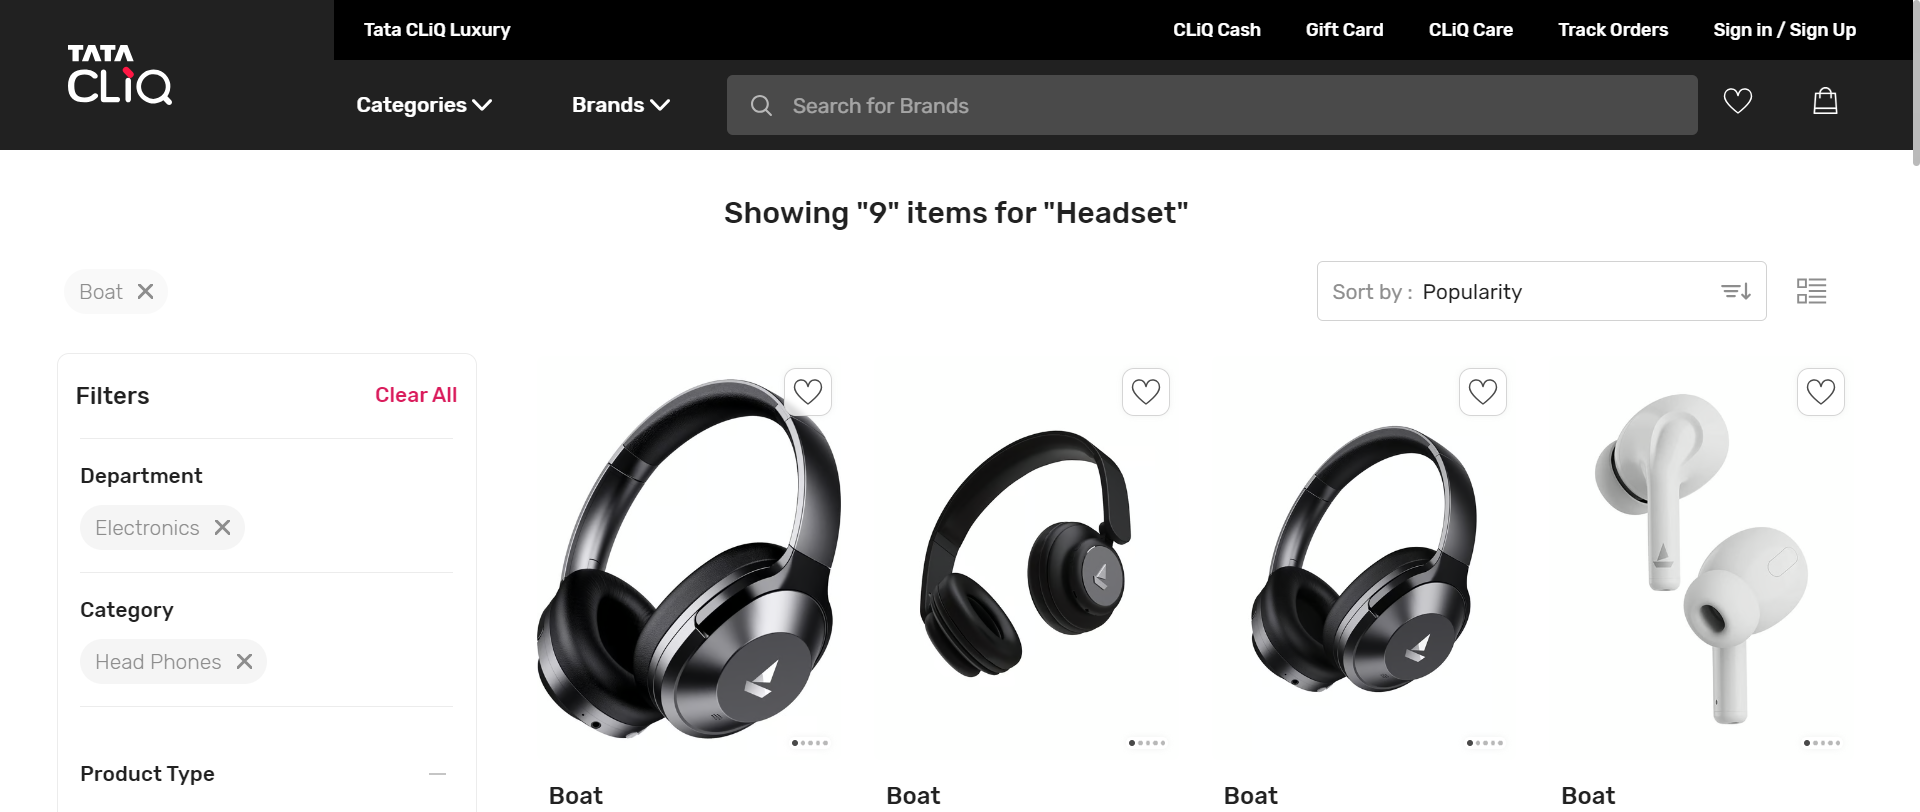 Tata CLiQ Luxury
CLiQ Cash
Gift Card
CLiQ Care
Track Orders
Sign in / Sign Up
TATA
CLiQ
Categories
Brands
Search for Brands
Showing "9" items for "Headset"
Boat
Sort by : Popularity
Filters
Clear All
Department
Electronics
Category
Head Phones
Product Type
Boat
Boat
Boat
Boat